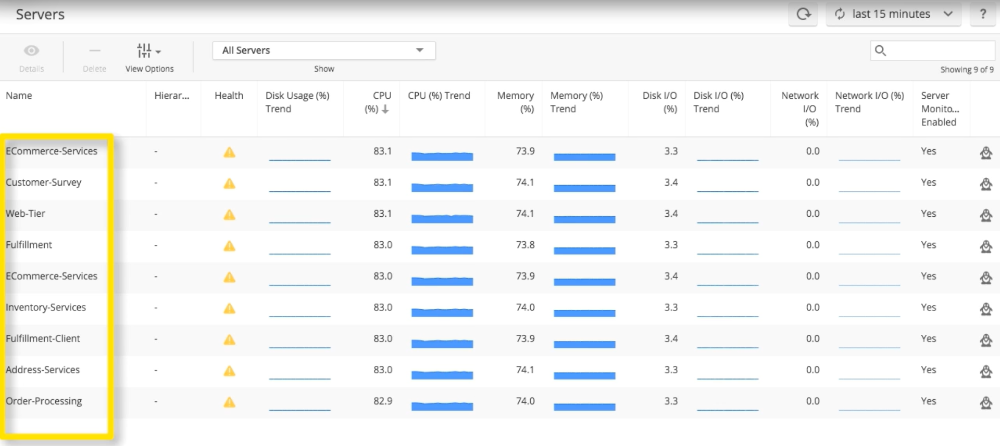 Servers
last 15 minutes
?
Details
Delete
View Options
All Servers
Show
Showing 9 of 9
Name Hierar... Health Disk Usage (%) Trend CPU (%) CPU (%) Trend Memory (%) Memory (%) Trend Disk I/O (%) Disk I/O (%) Trend Network I/O (%) Network I/O (%) Trend Server Monito... Enabled
ECommerce-Services - 83.1 73.9 3.3 0.0 Yes
Customer-Survey - 83.1 74.1 3.4 0.0 Yes
Web-Tier - 83.1 74.1 3.4 0.0 Yes
Fulfillment - 83.0 73.8 3.3 0.0 Yes
ECommerce-Services - 83.0 73.9 3.4 0.0 Yes
Inventory-Services - 83.0 74.0 3.3 0.0 Yes
Fulfillment-Client - 83.0 73.9 3.4 0.0 Yes
Address-Services - 83.0 74.1 3.3 0.0 Yes
Order-Processing - 82.9 74.0 3.3 0.0 Yes